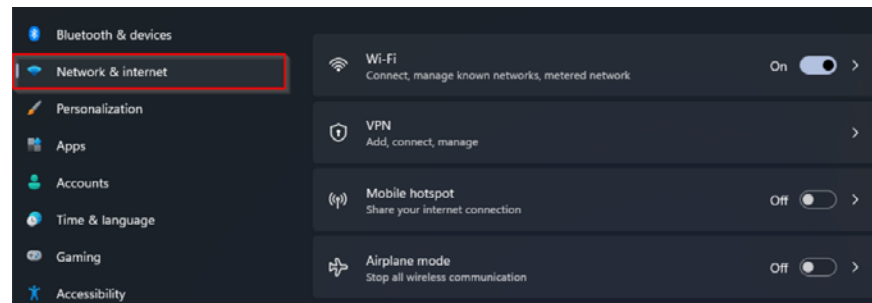 Bluetooth & devices
Network & internet
Personalization
Apps
Accounts
Time & language
Gaming
Accessibility
Wi-Fi
Connect, manage known networks, metered network
On
VPN
Add, connect, manage
Mobile hotspot
Share your internet connection
Off
Airplane mode
Stop all wireless communication
Off